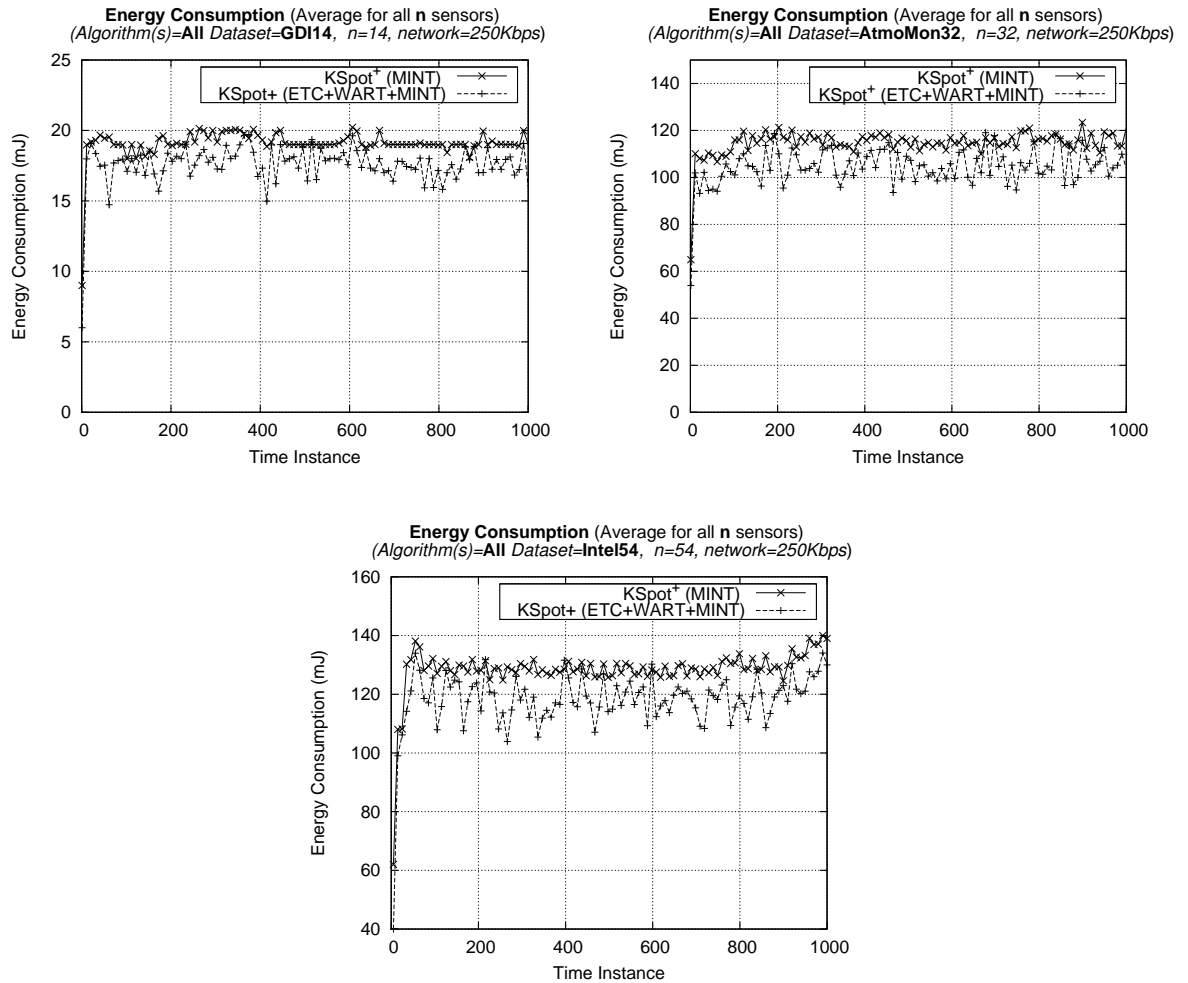 Energy Consumption (Average for all n sensors)
(Algorithm(s)=All Dataset=GDI14, n=14, network=250Kbps)
KSpot+ (MINT)
KSpot+ (ETC+WART+MINT)
Energy Consumption (mJ)
25
20
15
10
5
0
0 200 400 600 800 1000
Time Instance
Energy Consumption (Average for all n sensors)
(Algorithm(s)=All Dataset=AtmoMon32, n=32, network=250Kbps)
KSpot+ (MINT)
KSpot+ (ETC+WART+MINT)
Energy Consumption (mJ)
140
120
100
80
60
40
20
0
0 200 400 600 800 1000
Time Instance
Energy Consumption (Average for all n sensors)
(Algorithm(s)=All Dataset=Intel54, n=54, network=250Kbps)
KSpot+ (MINT)
KSpot+ (ETC+WART+MINT)
Energy Consumption (mJ)
160
140
120
100
80
60
40
0 200 400 600 800 1000
Time Instance